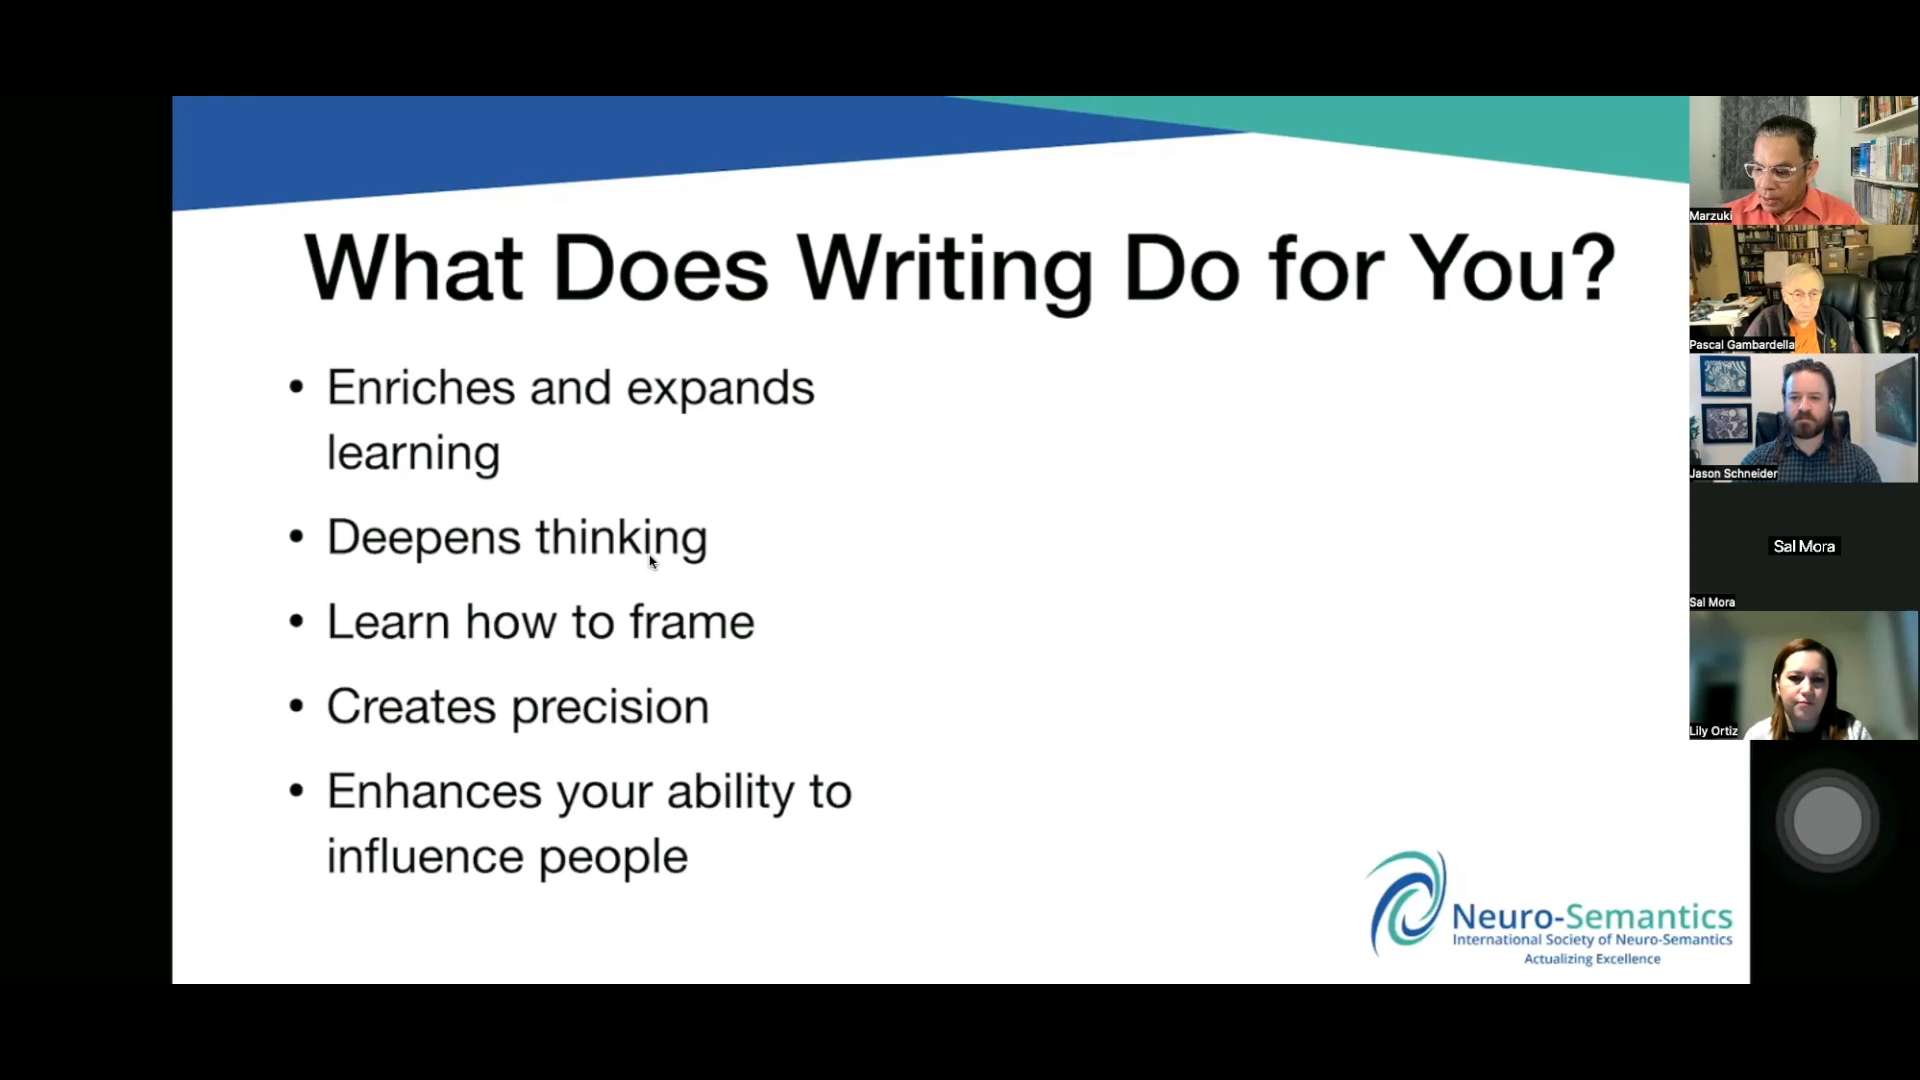 What Does Writing Do for You?
• Enriches and expands
learning
• Deepens thinking
• Learn how to frame
• Creates precision
• Enhances your ability to
influence people
Neuro-Semantics
International Society of Neuro-Semantics
Actualizing Excellence
Marzuki
Pascal Gambardella
Jason Schneider
Sal Mora
Sal Mora
Lily Ortiz